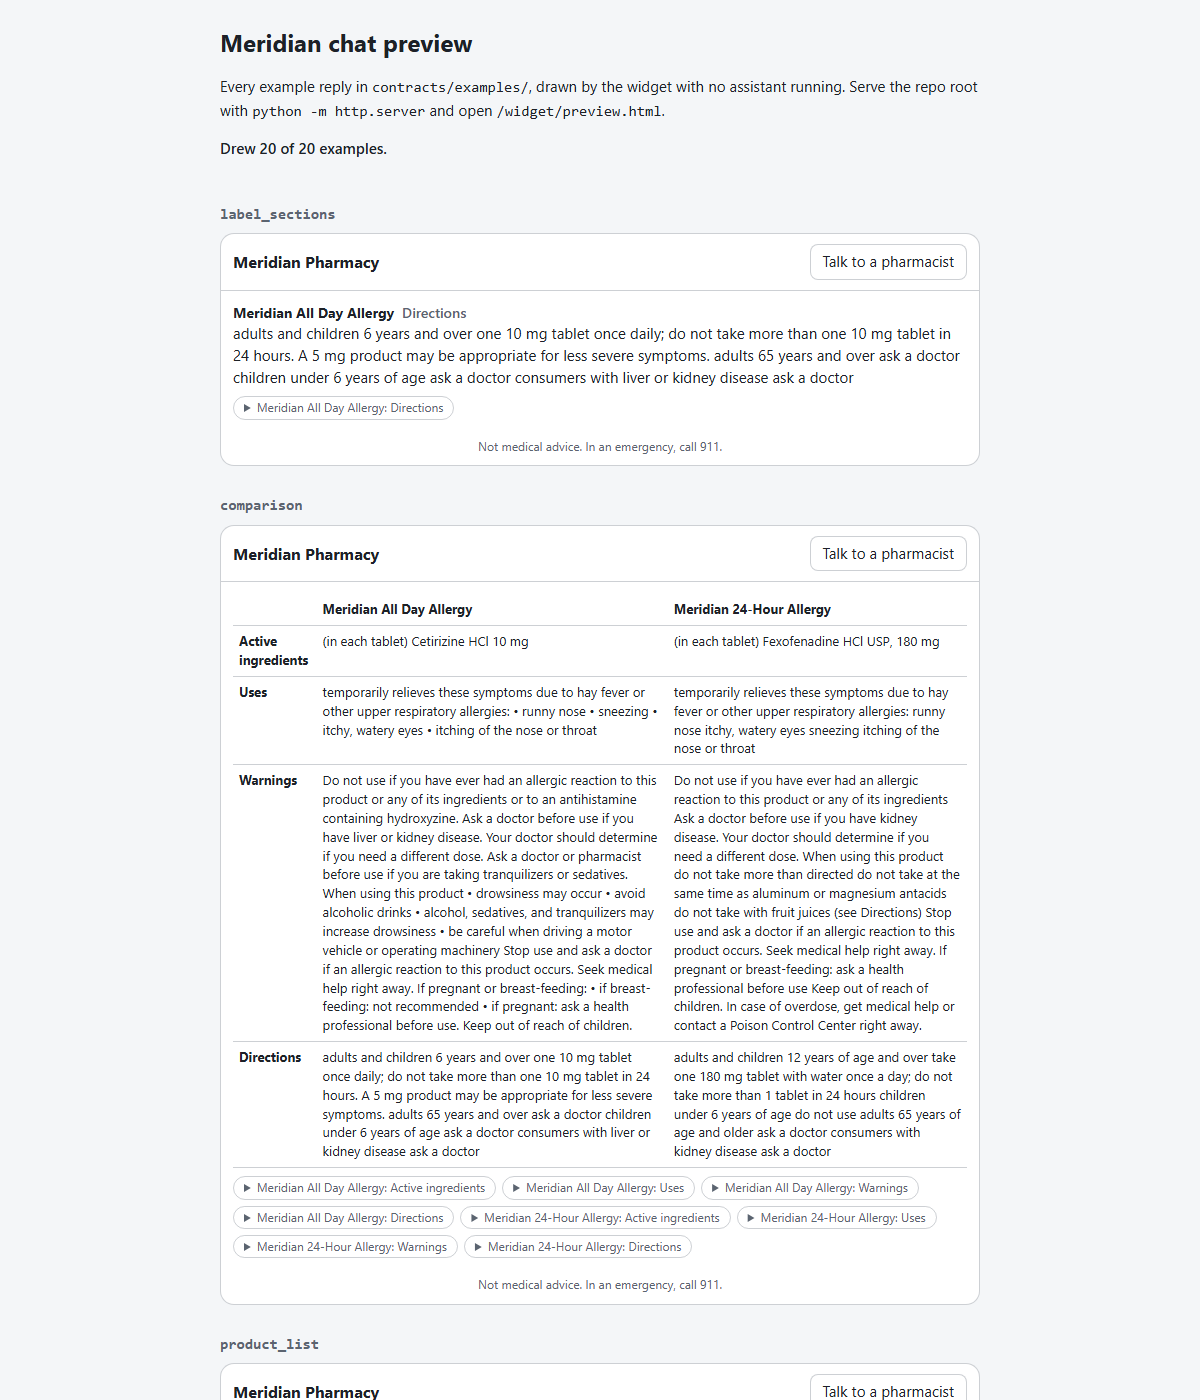 Meridian chat preview
Every example reply in contracts/examples/, drawn by the widget with no assistant running. Serve the repo root
with python -m http.server and open /widget/preview.html.
Drew 20 of 20 examples.
label_sections
Meridian Pharmacy
Talk to a pharmacist
Meridian All Day Allergy Directions
adults and children 6 years and over one 10 mg tablet once daily; do not take more than one 10 mg tablet in
24 hours. A 5 mg product may be appropriate for less severe symptoms. adults 65 years and over ask a doctor
children under 6 years of age ask a doctor consumers with liver or kidney disease ask a doctor
▶ Meridian All Day Allergy: Directions
Not medical advice. In an emergency, call 911.
comparison
Meridian Pharmacy
Talk to a pharmacist
Meridian All Day Allergy
Meridian 24-Hour Allergy
Active
ingredients
(in each tablet) Cetirizine HCl 10 mg
(in each tablet) Fexofenadine HCl USP, 180 mg
Uses
temporarily relieves these symptoms due to hay fever or
other upper respiratory allergies: • runny nose • sneezing •
itchy, watery eyes • itching of the nose or throat
temporarily relieves these symptoms due to hay
fever or other upper respiratory allergies: runny
nose itchy, watery eyes sneezing itching of the
nose or throat
Warnings
Do not use if you have ever had an allergic reaction to this
product or any of its ingredients or to an antihistamine
containing hydroxyzine. Ask a doctor before use if you
have liver or kidney disease. Your doctor should determine
if you need a different dose. Ask a doctor or pharmacist
before use if you are taking tranquilizers or sedatives.
When using this product • drowsiness may occur • avoid
alcoholic drinks • alcohol, sedatives, and tranquilizers may
increase drowsiness • be careful when driving a motor
vehicle or operating machinery Stop use and ask a doctor
if an allergic reaction to this product occurs. Seek medical
help right away. If pregnant or breast-feeding: • if breast-
feeding: not recommended • if pregnant: ask a health
professional before use. Keep out of reach of children.
Do not use if you have ever had an allergic
reaction to this product or any of its ingredients
Ask a doctor before use if you have kidney
disease. Your doctor should determine if you
need a different dose. When using this product
do not take more than directed do not take at the
same time as aluminum or magnesium antacids
do not take with fruit juices (see Directions) Stop
use and ask a doctor if an allergic reaction to this
product occurs. Seek medical help right away. If
pregnant or breast-feeding: ask a health
professional before use Keep out of reach of
children. In case of overdose, get medical help or
contact a Poison Control Center right away.
Directions
adults and children 6 years and over one 10 mg tablet
once daily; do not take more than one 10 mg tablet in 24
hours. A 5 mg product may be appropriate for less severe
symptoms. adults 65 years and over ask a doctor children
under 6 years of age ask a doctor consumers with liver or
kidney disease ask a doctor
adults and children 12 years of age and over take
one 180 mg tablet with water once a day; do not
take more than 1 tablet in 24 hours children
under 6 years of age do not use adults 65 years of
age and older ask a doctor consumers with
kidney disease ask a doctor
▶ Meridian All Day Allergy: Active ingredients ▶ Meridian All Day Allergy: Uses ▶ Meridian All Day Allergy: Warnings
▶ Meridian All Day Allergy: Directions ▶ Meridian 24-Hour Allergy: Active ingredients ▶ Meridian 24-Hour Allergy: Uses
▶ Meridian 24-Hour Allergy: Warnings ▶ Meridian 24-Hour Allergy: Directions
Not medical advice. In an emergency, call 911.
product_list
Meridian Pharmacy
Talk to a pharmacist